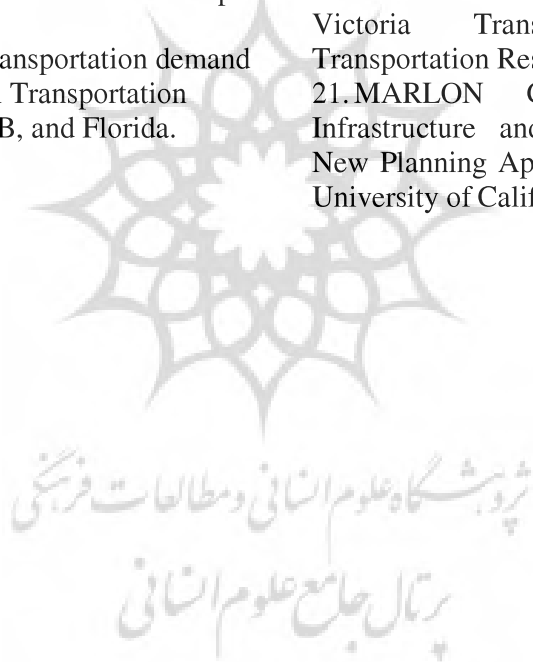 ansportation demand
Transportation
B, and Florida.
Victoria Trans
Transportation Res
21. MARLON C
Infrastructure and
New Planning Ap
University of Calif
پژوهشگاه علوم انسانی و مطالعات فرهنگی
پرتال جامع علوم انسانی